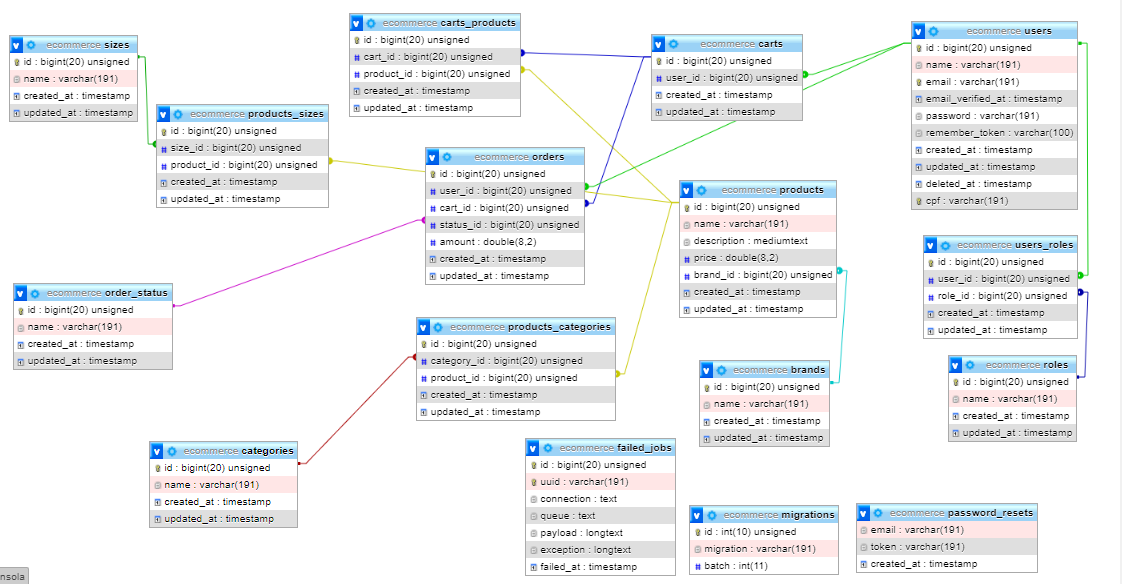 ecommerce sizes
id : bigint(20) unsigned
name : varchar(191)
created_at : timestamp
updated_at : timestamp
ecommerce products_sizes
id : bigint(20) unsigned
size_id : bigint(20) unsigned
product_id : bigint(20) unsigned
created_at : timestamp
updated_at : timestamp
ecommerce carts_products
id : bigint(20) unsigned
cart_id : bigint(20) unsigned
product_id : bigint(20) unsigned
created_at : timestamp
updated_at : timestamp
ecommerce carts
id : bigint(20) unsigned
user_id : bigint(20) unsigned
created_at : timestamp
updated_at : timestamp
ecommerce users
id : bigint(20) unsigned
name : varchar(191)
email : varchar(191)
email_verified_at : timestamp
password : varchar(191)
remember_token : varchar(100)
created_at : timestamp
updated_at : timestamp
deleted_at : timestamp
cpf : varchar(191)
ecommerce orders
id : bigint(20) unsigned
user_id : bigint(20) unsigned
cart_id : bigint(20) unsigned
status_id : bigint(20) unsigned
amount : double(8,2)
created_at : timestamp
updated_at : timestamp
ecommerce products
id : bigint(20) unsigned
name : varchar(191)
description : mediumtext
price : double(8,2)
brand_id : bigint(20) unsigned
created_at : timestamp
updated_at : timestamp
ecommerce users_roles
id : bigint(20) unsigned
user_id : bigint(20) unsigned
role_id : bigint(20) unsigned
created_at : timestamp
updated_at : timestamp
ecommerce order_status
id : bigint(20) unsigned
name : varchar(191)
created_at : timestamp
updated_at : timestamp
ecommerce products_categories
id : bigint(20) unsigned
category_id : bigint(20) unsigned
product_id : bigint(20) unsigned
created_at : timestamp
updated_at : timestamp
ecommerce brands
id : bigint(20) unsigned
name : varchar(191)
created_at : timestamp
updated_at : timestamp
ecommerce roles
id : bigint(20) unsigned
name : varchar(191)
created_at : timestamp
updated_at : timestamp
ecommerce categories
id : bigint(20) unsigned
name : varchar(191)
created_at : timestamp
updated_at : timestamp
ecommerce failed_jobs
id : bigint(20) unsigned
uuid : varchar(191)
connection : text
queue : text
payload : longtext
exception : longtext
failed_at : timestamp
ecommerce migrations
id : int(10) unsigned
migration : varchar(191)
batch : int(11)
ecommerce password_resets
email : varchar(191)
token : varchar(191)
created_at : timestamp
nsola